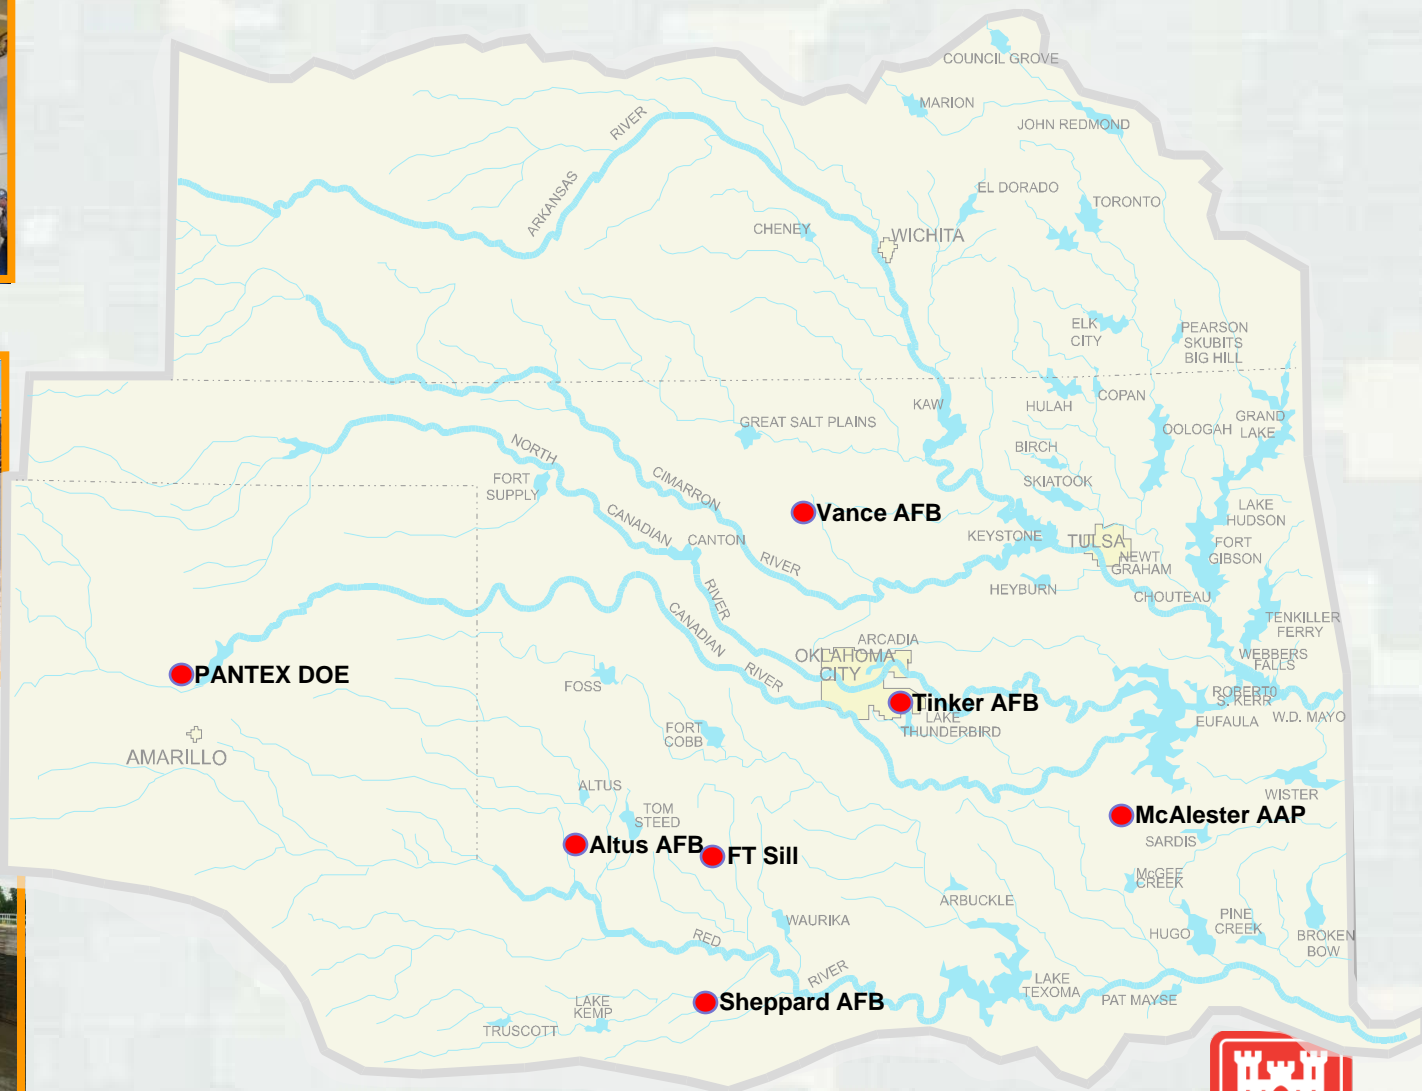 COUNCIL GROVE
MARION
JOHN REDMOND
RIVER
ARKANSAS
EL DORADO
TORONTO
CHENEY
WICHITA
ELK
CITY
PEARSON
SKUBITS
BIG HILL
KAW
HULAH
COPAN
GREAT SALT PLAINS
OOLOGAH
GRAND
LAKE
BIRCH
NORTH
FORT
SUPPLY
CIMARRON
SKIATOOK
LAKE
HUDSON
Vance AFB
CANADIAN
CANTON
KEYSTONE
TULSA
FORT
GIBSON
NEWT
GRAHAM
RIVER
HEYBURN
CHOUTEAU
RIVER
CANADIAN
TENKILLER
FERRY
ARCADIA
OKLAHOMA
CITY
WEBBERS
FALLS
RIVER
PANTEX DOE
FOSS
ROBERT
S. KERR
Tinker AFB
LAKE
THUNDERBIRD
EUFAULA
W.D. MAYO
FORT
COBB
AMARILLO
ALTUS
WISTER
TOM
STEED
McAlester AAP
SARDIS
Altus AFB
FT Sill
McGEE
CREEK
ARBUCKLE
WAURIKA
PINE
CREEK
HUGO
BROKEN
BOW
RED
RIVER
LAKE
TEXOMA
PAT MAYSE
Sheppard AFB
LAKE
KEMP
TRUSCOTT